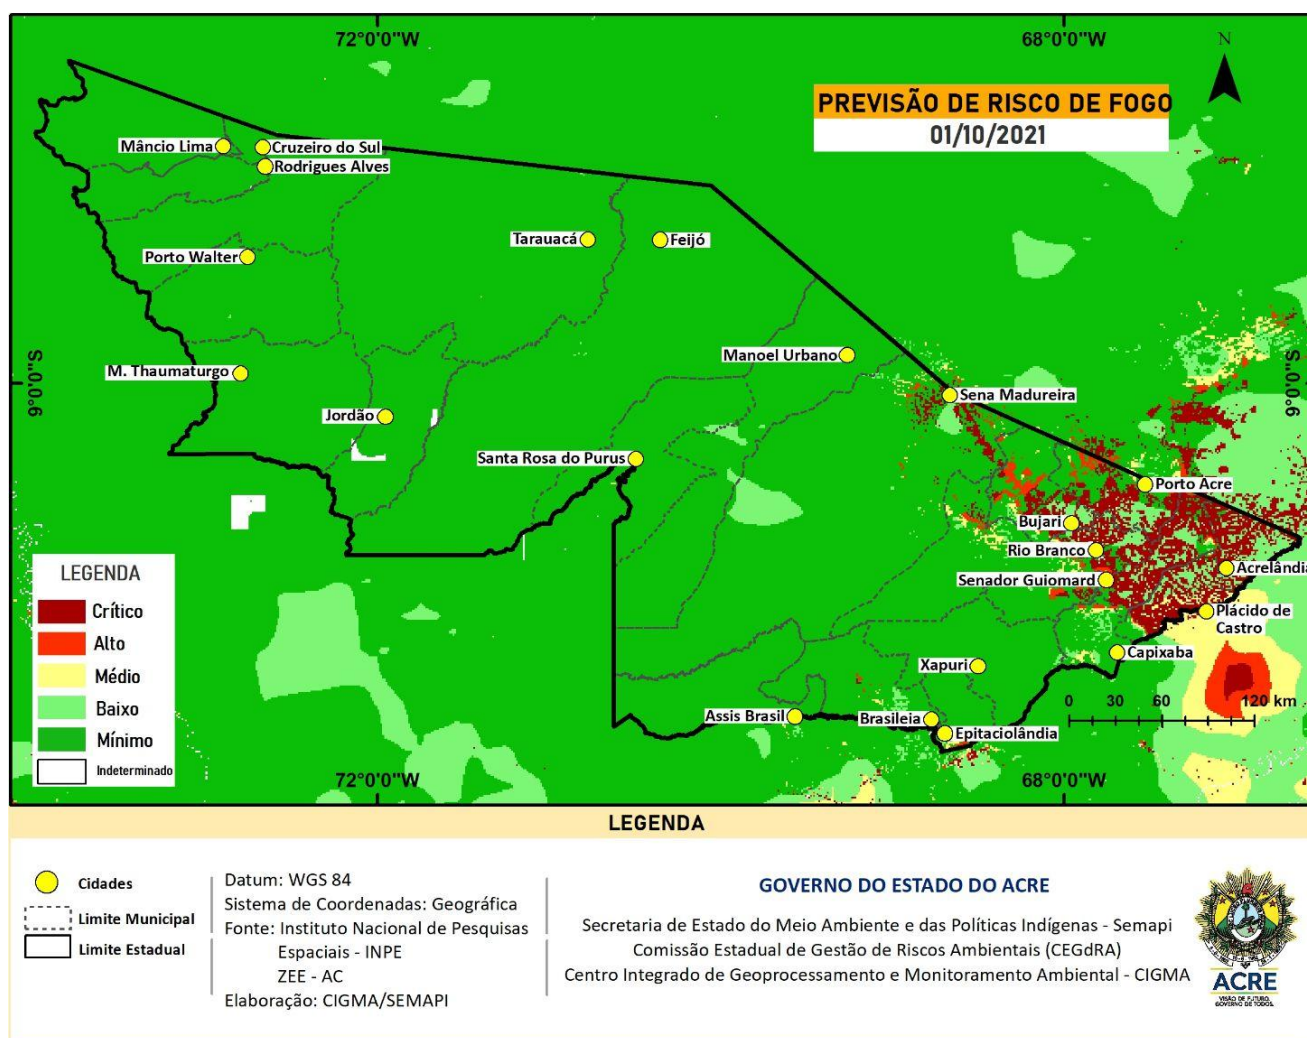 72°0'0"W
68°0'0"W
N
PREVISÃO DE RISCO DE FOGO
01/10/2021
Mâncio Lima
Cruzeiro do Sul
Rodrigues Alves
Tarauacá
Feijó
Porto Walter
Manoel Urbano
9°0'0"S
9°0'0"S
M. Thaumaturgo
Sena Madureira
Jordão
Santa Rosa do Purus
Porto Acre
Bujari
Rio Branco
Acrelândia
Senador Guiomard
Plácido de
Castro
Capixaba
Xapuri
0 30 60 120 km
Assis Brasil
Brasileia
Epitaciolândia
LEGENDA
Crítico
Alto
Médio
Baixo
Mínimo
Indeterminado
72°0'0"W
68°0'0"W
LEGENDA
Cidades
Limite Municipal
Limite Estadual
Datum: WGS 84
Sistema de Coordenadas: Geográfica
Fonte: Instituto Nacional de Pesquisas
Espaciais - INPE
ZEE - AC
Elaboração: CIGMA/SEMAPI
GOVERNO DO ESTADO DO ACRE
Secretaria de Estado do Meio Ambiente e das Políticas Indígenas - Semapi
Comissão Estadual de Gestão de Riscos Ambientais (CEGdRA)
Centro Integrado de Geoprocessamento e Monitoramento Ambiental - CIGMA
ACRE
VISÃO DE FUTURO.
GOVERNO DE TODOS.